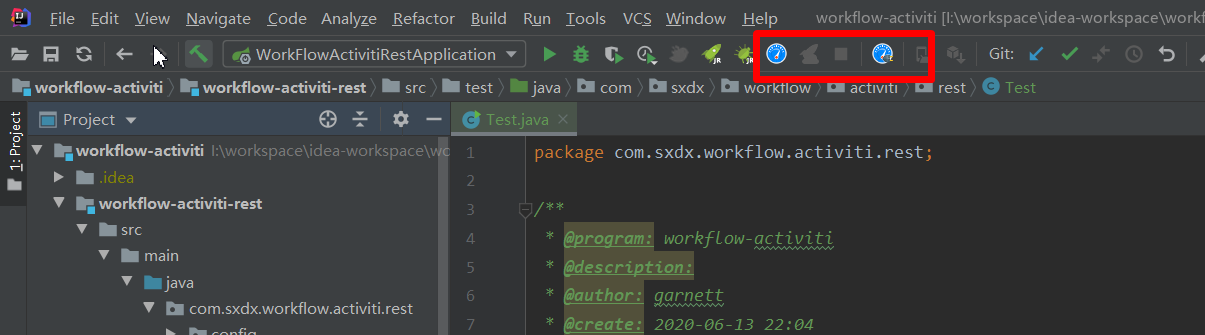 File Edit View Navigate Code Analyze Refactor Build Run Tools VCS Window Help workflow-activiti [I:\workspace\idea-workspace\workf
WorkFlowActivitiRestApplication JR JR Git:
workflow-activiti workflow-activiti-rest src test java com sxdx workflow activiti rest Test
1: Project
Project
Test.java
workflow-activiti I:\workspace\idea-workspace\wo
.idea
workflow-activiti-rest
src
main
java
com.sxdx.workflow.activiti.rest
config
1 package com.sxdx.workflow.activiti.rest;
2
3 /**
4 * @program: workflow-activiti
5 * @description:
6 * @author: garnett
7 * @create: 2020-06-13 22:04